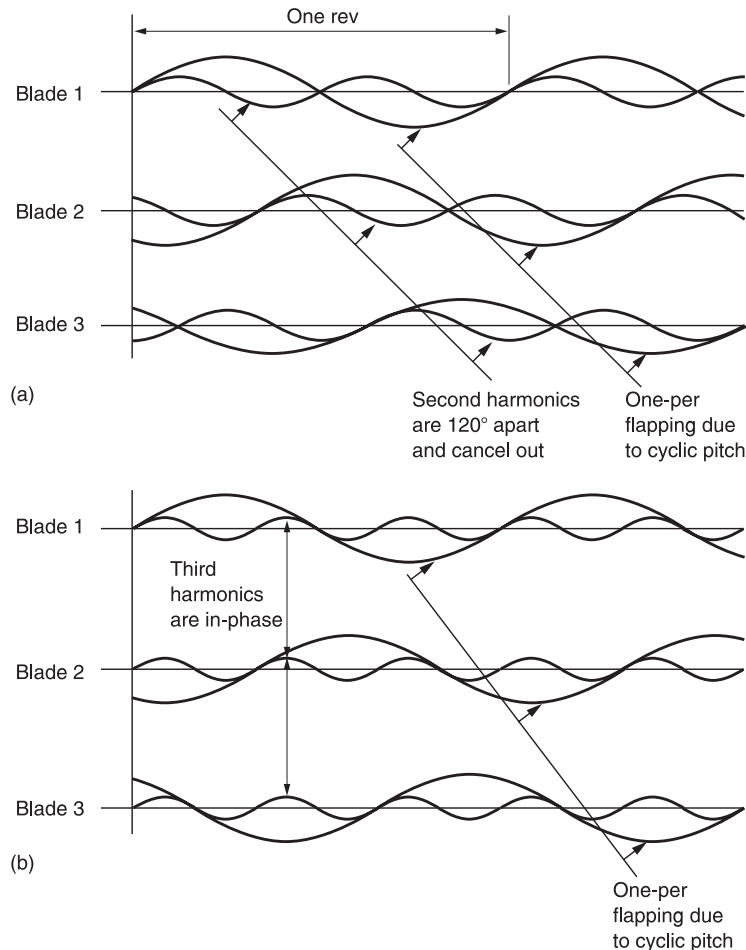 One rev
Blade 1
Blade 2
Blade 3
(a)
Second harmonics
are 120° apart
and cancel out
One-per
flapping due
to cyclic pitch
Blade 1
Third
harmonics
are in-phase
Blade 2
Blade 3
(b)
One-per
flapping due
to cyclic pitch